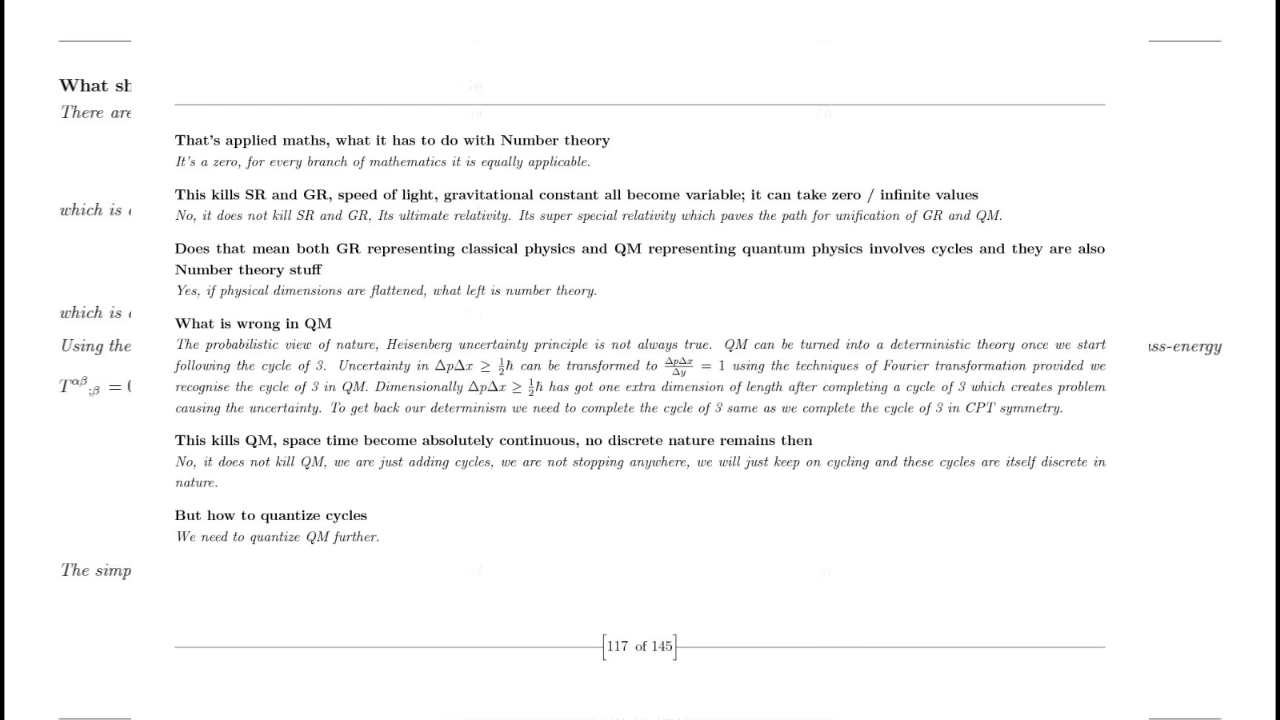 What sh
There are
That's applied maths, what it has to do with Number theory
It's a zero, for every branch of mathematics it is equally applicable.
This kills SR and GR, speed of light, gravitational constant all become variable; it can take zero / infinite values
which is
No, it does not kill SR and GR, Its ultimate relativity. Its super special relativity which paves the path for unification of GR and QM.
Does that mean both GR representing classical physics and QM representing quantum physics involves cycles and they are also
Number theory stuff
Yes, if physical dimensions are flattened, what left is number theory.
which is
What is wrong in QM
The probabilistic view of nature, Heisenberg uncertainty principle is not always true. QM can be turned into a deterministic theory once we start
Using the
ss-energy
following the cycle of 3. Uncertainty in ΔpΔx ≥ ½ħ can be transformed to ΔpΔx/Δy = 1 using the techniques of Fourier transformation provided we
T^{αβ}_{;β} = 0
recognise the cycle of 3 in QM. Dimensionally ΔpΔx ≥ ½ħ has got one extra dimension of length after completing a cycle of 3 which creates problem
causing the uncertainty. To get back our determinism we need to complete the cycle of 3 same as we complete the cycle of 3 in CPT symmetry.
This kills QM, space time become absolutely continuous, no discrete nature remains then
No, it does not kill QM, we are just adding cycles, we are not stopping anywhere, we will just keep on cycling and these cycles are itself discrete in
nature.
But how to quantize cycles
We need to quantize QM further.
The simp
[117 of 145]